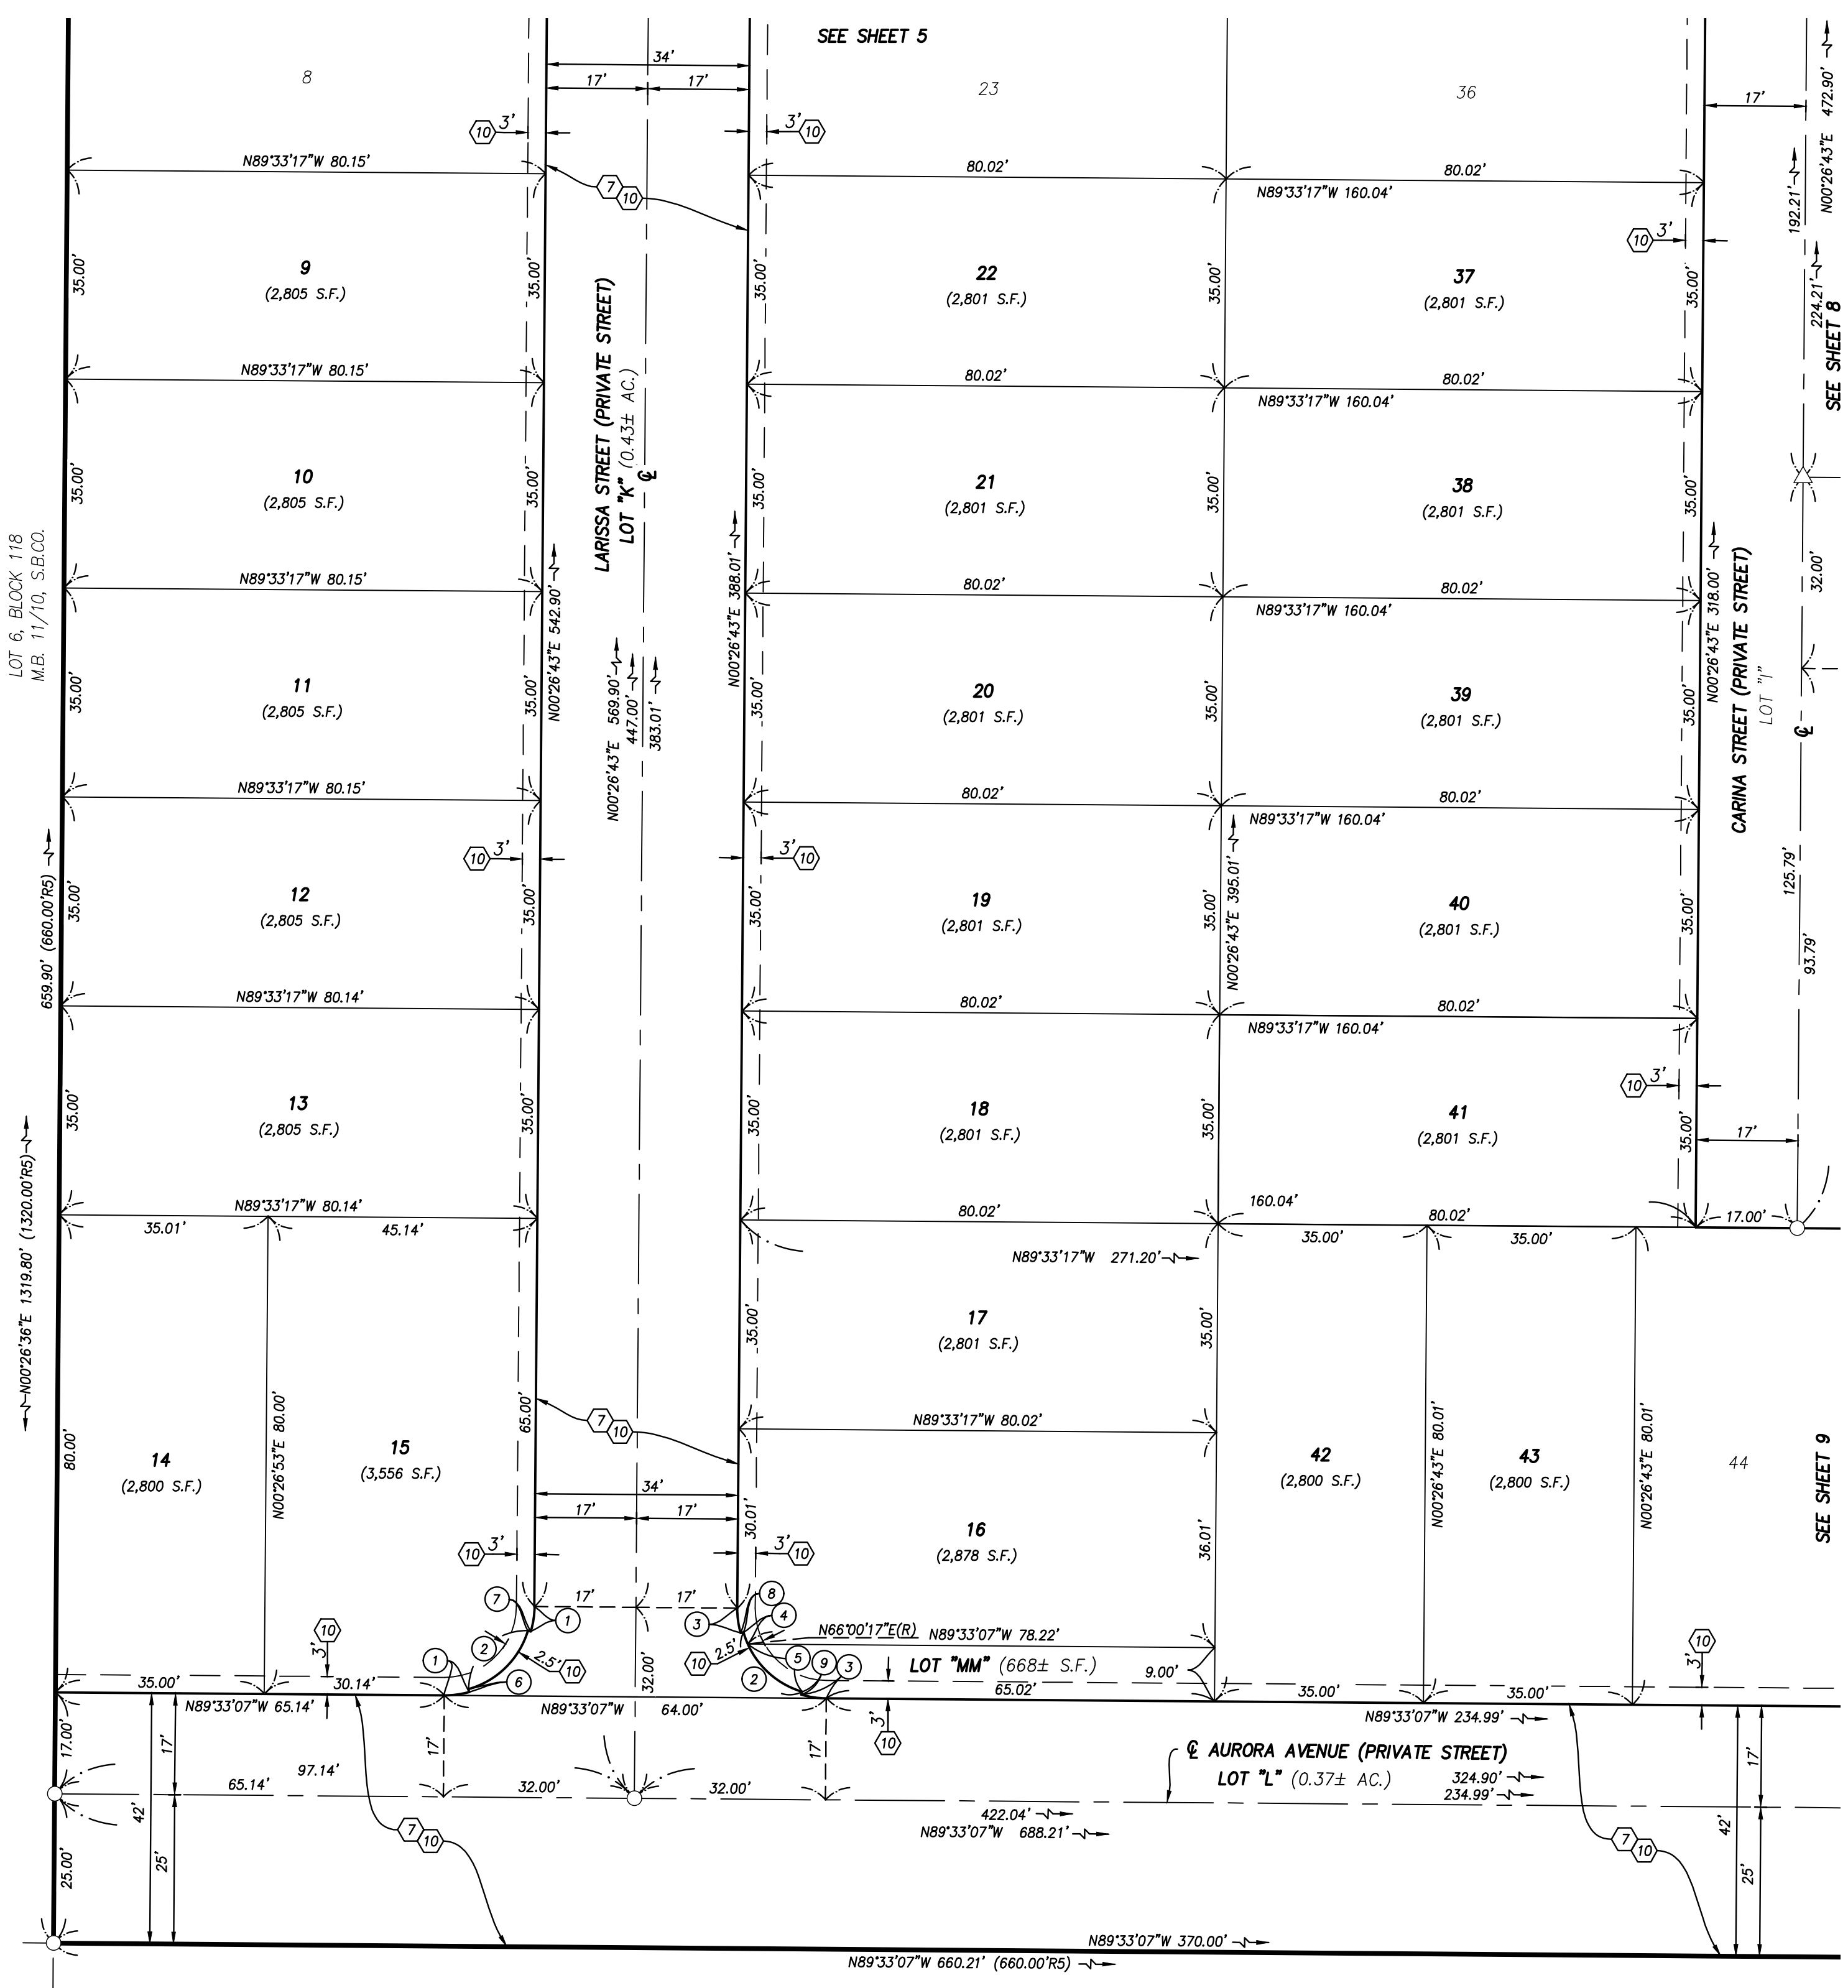 SEE SHEET 5
8
34'
17' 17'
23
36
17'
N00°26'43"E 472.90'
10 3'
3' 10
192.21'
224.21'
SEE SHEET 8
N89°33'17"W 80.15'
7 10
80.02' 80.02'
N89°33'17"W 160.04'
10 3'
35.00'
9
(2,805 S.F.)
35.00'
35.00'
22
(2,801 S.F.)
35.00'
37
(2,801 S.F.)
35.00'
LARISSA STREET (PRIVATE STREET)
LOT "K" (0.43± AC.)
℄
N89°33'17"W 80.15'
80.02' 80.02'
N89°33'17"W 160.04'
35.00'
10
(2,805 S.F.)
35.00'
35.00'
21
(2,801 S.F.)
35.00'
38
(2,801 S.F.)
35.00'
32.00'
LOT 6, BLOCK 118
M.B. 11/10, S.B.CO.
N89°33'17"W 80.15'
N00°26'43"E 542.90'
N00°26'43"E 388.01'
80.02' 80.02'
N89°33'17"W 160.04'
N00°26'43"E 318.00'
CARINA STREET (PRIVATE STREET)
LOT "I"
℄
35.00'
11
(2,805 S.F.)
35.00'
N00°26'43"E 569.90'
447.00'
383.01'
35.00'
20
(2,801 S.F.)
35.00'
39
(2,801 S.F.)
35.00'
N89°33'17"W 80.15'
80.02' 80.02'
N89°33'17"W 160.04'
10 3'
3' 10
659.90' (660.00'R5)
35.00'
12
(2,805 S.F.)
35.00'
35.00'
19
(2,801 S.F.)
35.00'
N00°26'43"E 395.01'
40
(2,801 S.F.)
35.00'
125.79'
93.79'
N89°33'17"W 80.14'
80.02' 80.02'
N89°33'17"W 160.04'
10 3'
35.00'
13
(2,805 S.F.)
35.00'
35.00'
18
(2,801 S.F.)
35.00'
41
(2,801 S.F.)
35.00'
17'
N00°26'36"E 1319.80' (1320.00'R5)
N89°33'17"W 80.14'
35.01' 45.14'
80.02'
160.04'
80.02'
17.00'
35.00' 35.00'
N89°33'17"W 271.20'
17
(2,801 S.F.)
35.00'
35.00'
65.00'
7 10
N89°33'17"W 80.02'
80.00'
14
(2,800 S.F.)
N00°26'53"E 80.00'
15
(3,556 S.F.)
42
(2,800 S.F.)
N00°26'43"E 80.01'
43
(2,800 S.F.)
N00°26'43"E 80.01'
44
SEE SHEET 9
34'
17' 17'
30.01'
16
(2,878 S.F.)
36.01'
10 3'
3' 10
7
17' 17'
1
8
3
4
N66°00'17"E(R) N89°33'07"W 78.22'
2
2.5' 10
10 2.5'
5
9
3
2
LOT "MM" (668± S.F.)
9.00'
10
3'
10
3'
1
6
32.00'
35.00' 30.14'
65.02'
35.00' 35.00'
N89°33'07"W 65.14'
N89°33'07"W 64.00'
3'
10
N89°33'07"W 234.99'
17.00'
17'
17'
17'
17'
℄ AURORA AVENUE (PRIVATE STREET)
LOT "L" (0.37± AC.)
324.90'
234.99'
97.14'
65.14'
32.00' 32.00'
422.04'
N89°33'07"W 688.21'
42'
42'
7 10
7 10
25.00'
25'
25'
N89°33'07"W 370.00'
N89°33'07"W 660.21' (660.00'R5)